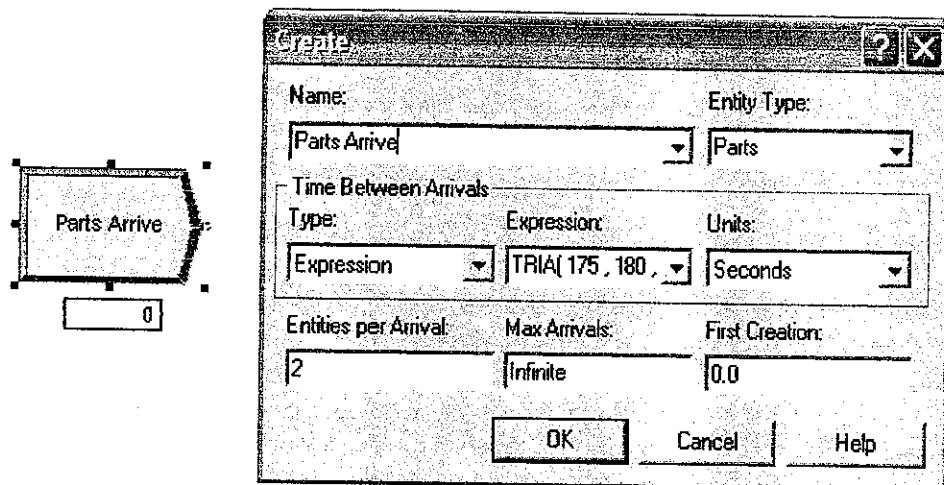 Create
Name:
Entity Type:
Parts Arrive
Parts
Time Between Arrivals
Type:
Expression:
Units:
Expression
TRIA( 175 , 180 ,
Seconds
Entities per Arrival:
Max Arrivals:
First Creation:
2
Infinite
0.0
OK
Cancel
Help
Parts Arrive
0